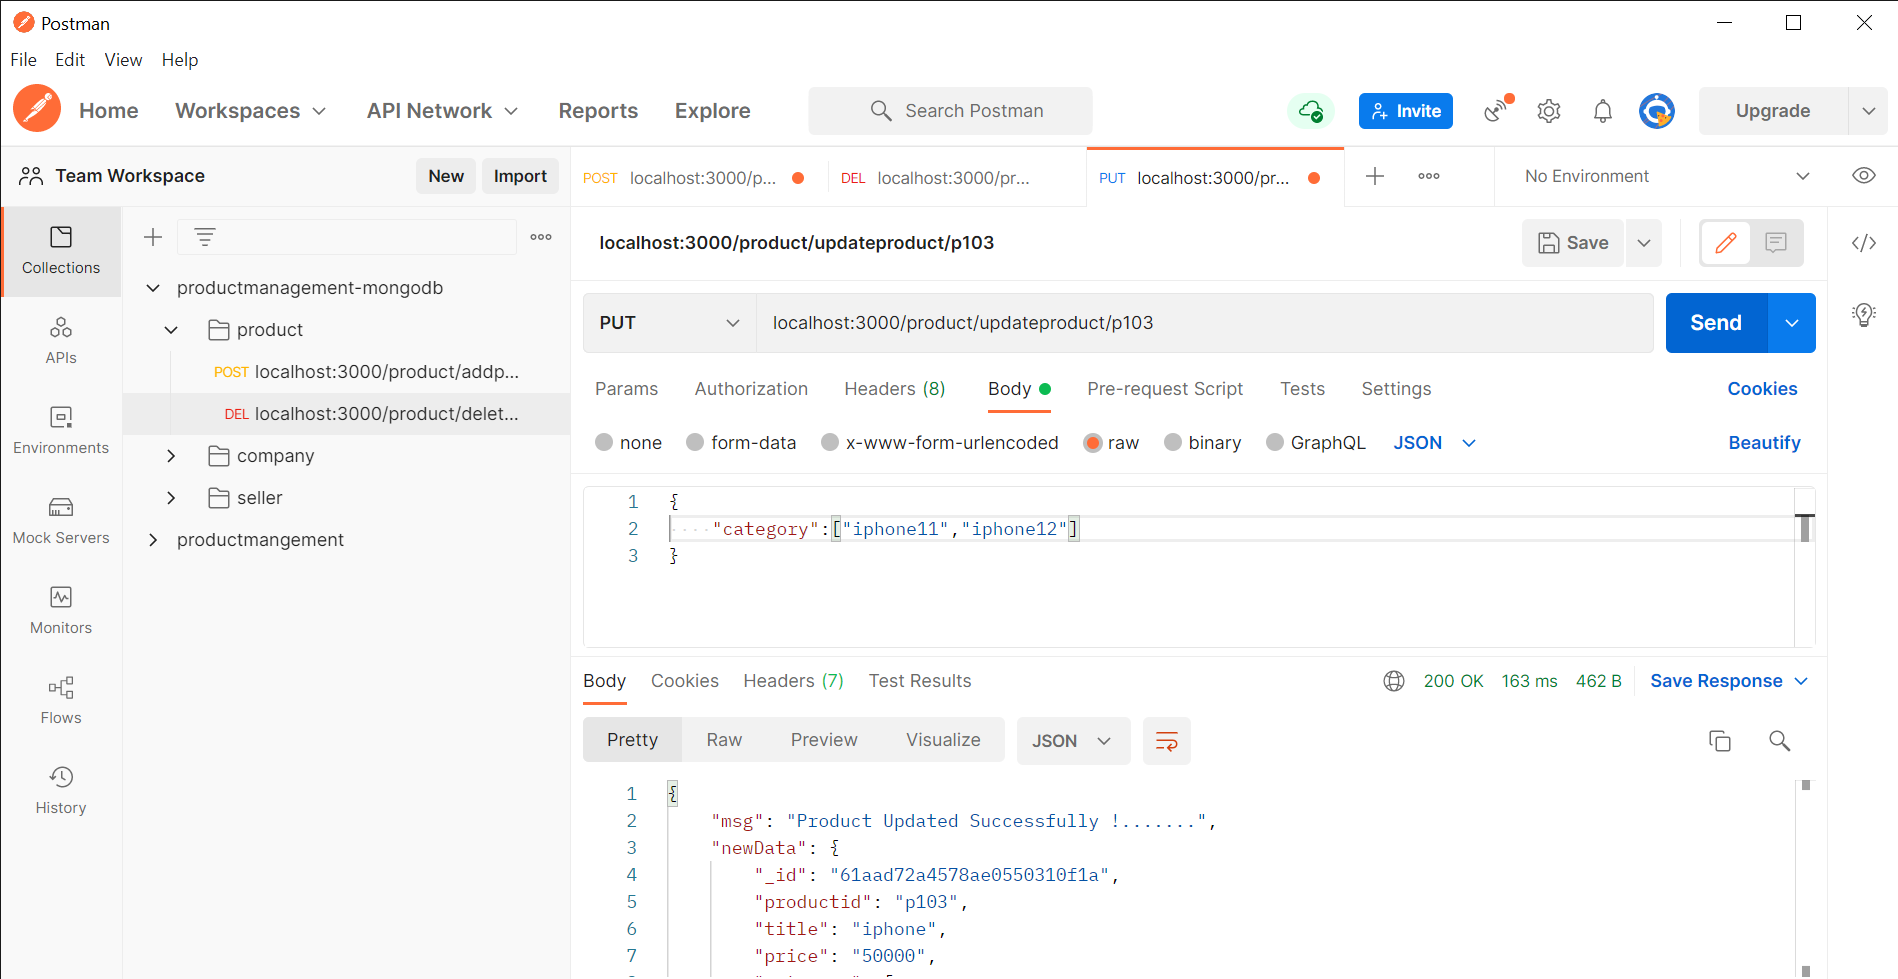 Postman
File Edit View Help
Home Workspaces API Network Reports Explore Search Postman Invite Upgrade
Team Workspace New Import
POST localhost:3000/p... DEL localhost:3000/pr... PUT localhost:3000/pr... No Environment
Collections
APIs
Environments
Mock Servers
Monitors
Flows
History
productmanagement-mongodb
product
POST localhost:3000/product/addp...
DEL localhost:3000/product/delet...
company
seller
productmangement
localhost:3000/product/updateproduct/p103 Save
PUT localhost:3000/product/updateproduct/p103 Send
Params Authorization Headers (8) Body Pre-request Script Tests Settings Cookies
none form-data x-www-form-urlencoded raw binary GraphQL JSON Beautify
1 {
2 "category":["iphone11","iphone12"]
3 }
Body Cookies Headers (7) Test Results 200 OK 163 ms 462 B Save Response
Pretty Raw Preview Visualize JSON
1 {
2 "msg": "Product Updated Successfully !.......",
3 "newData": {
4 "_id": "61aad72a4578ae0550310f1a",
5 "productid": "p103",
6 "title": "iphone",
7 "price": "50000",